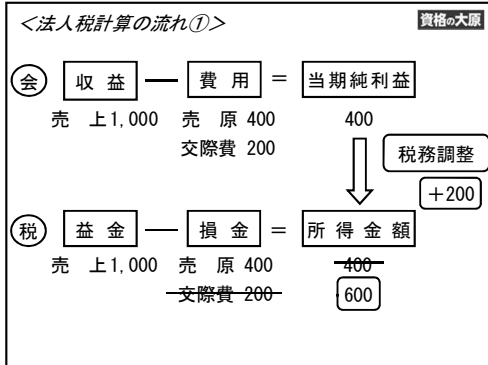 <法人税計算の流れ①>
資格の大原
会 収益 ― 費用 = 当期純利益
売 上1,000 売 原 400 400
交際費 200
税務調整
+200
税 益金 ― 損金 = 所得金額
売 上1,000 売 原 400 400
交際費 200 600